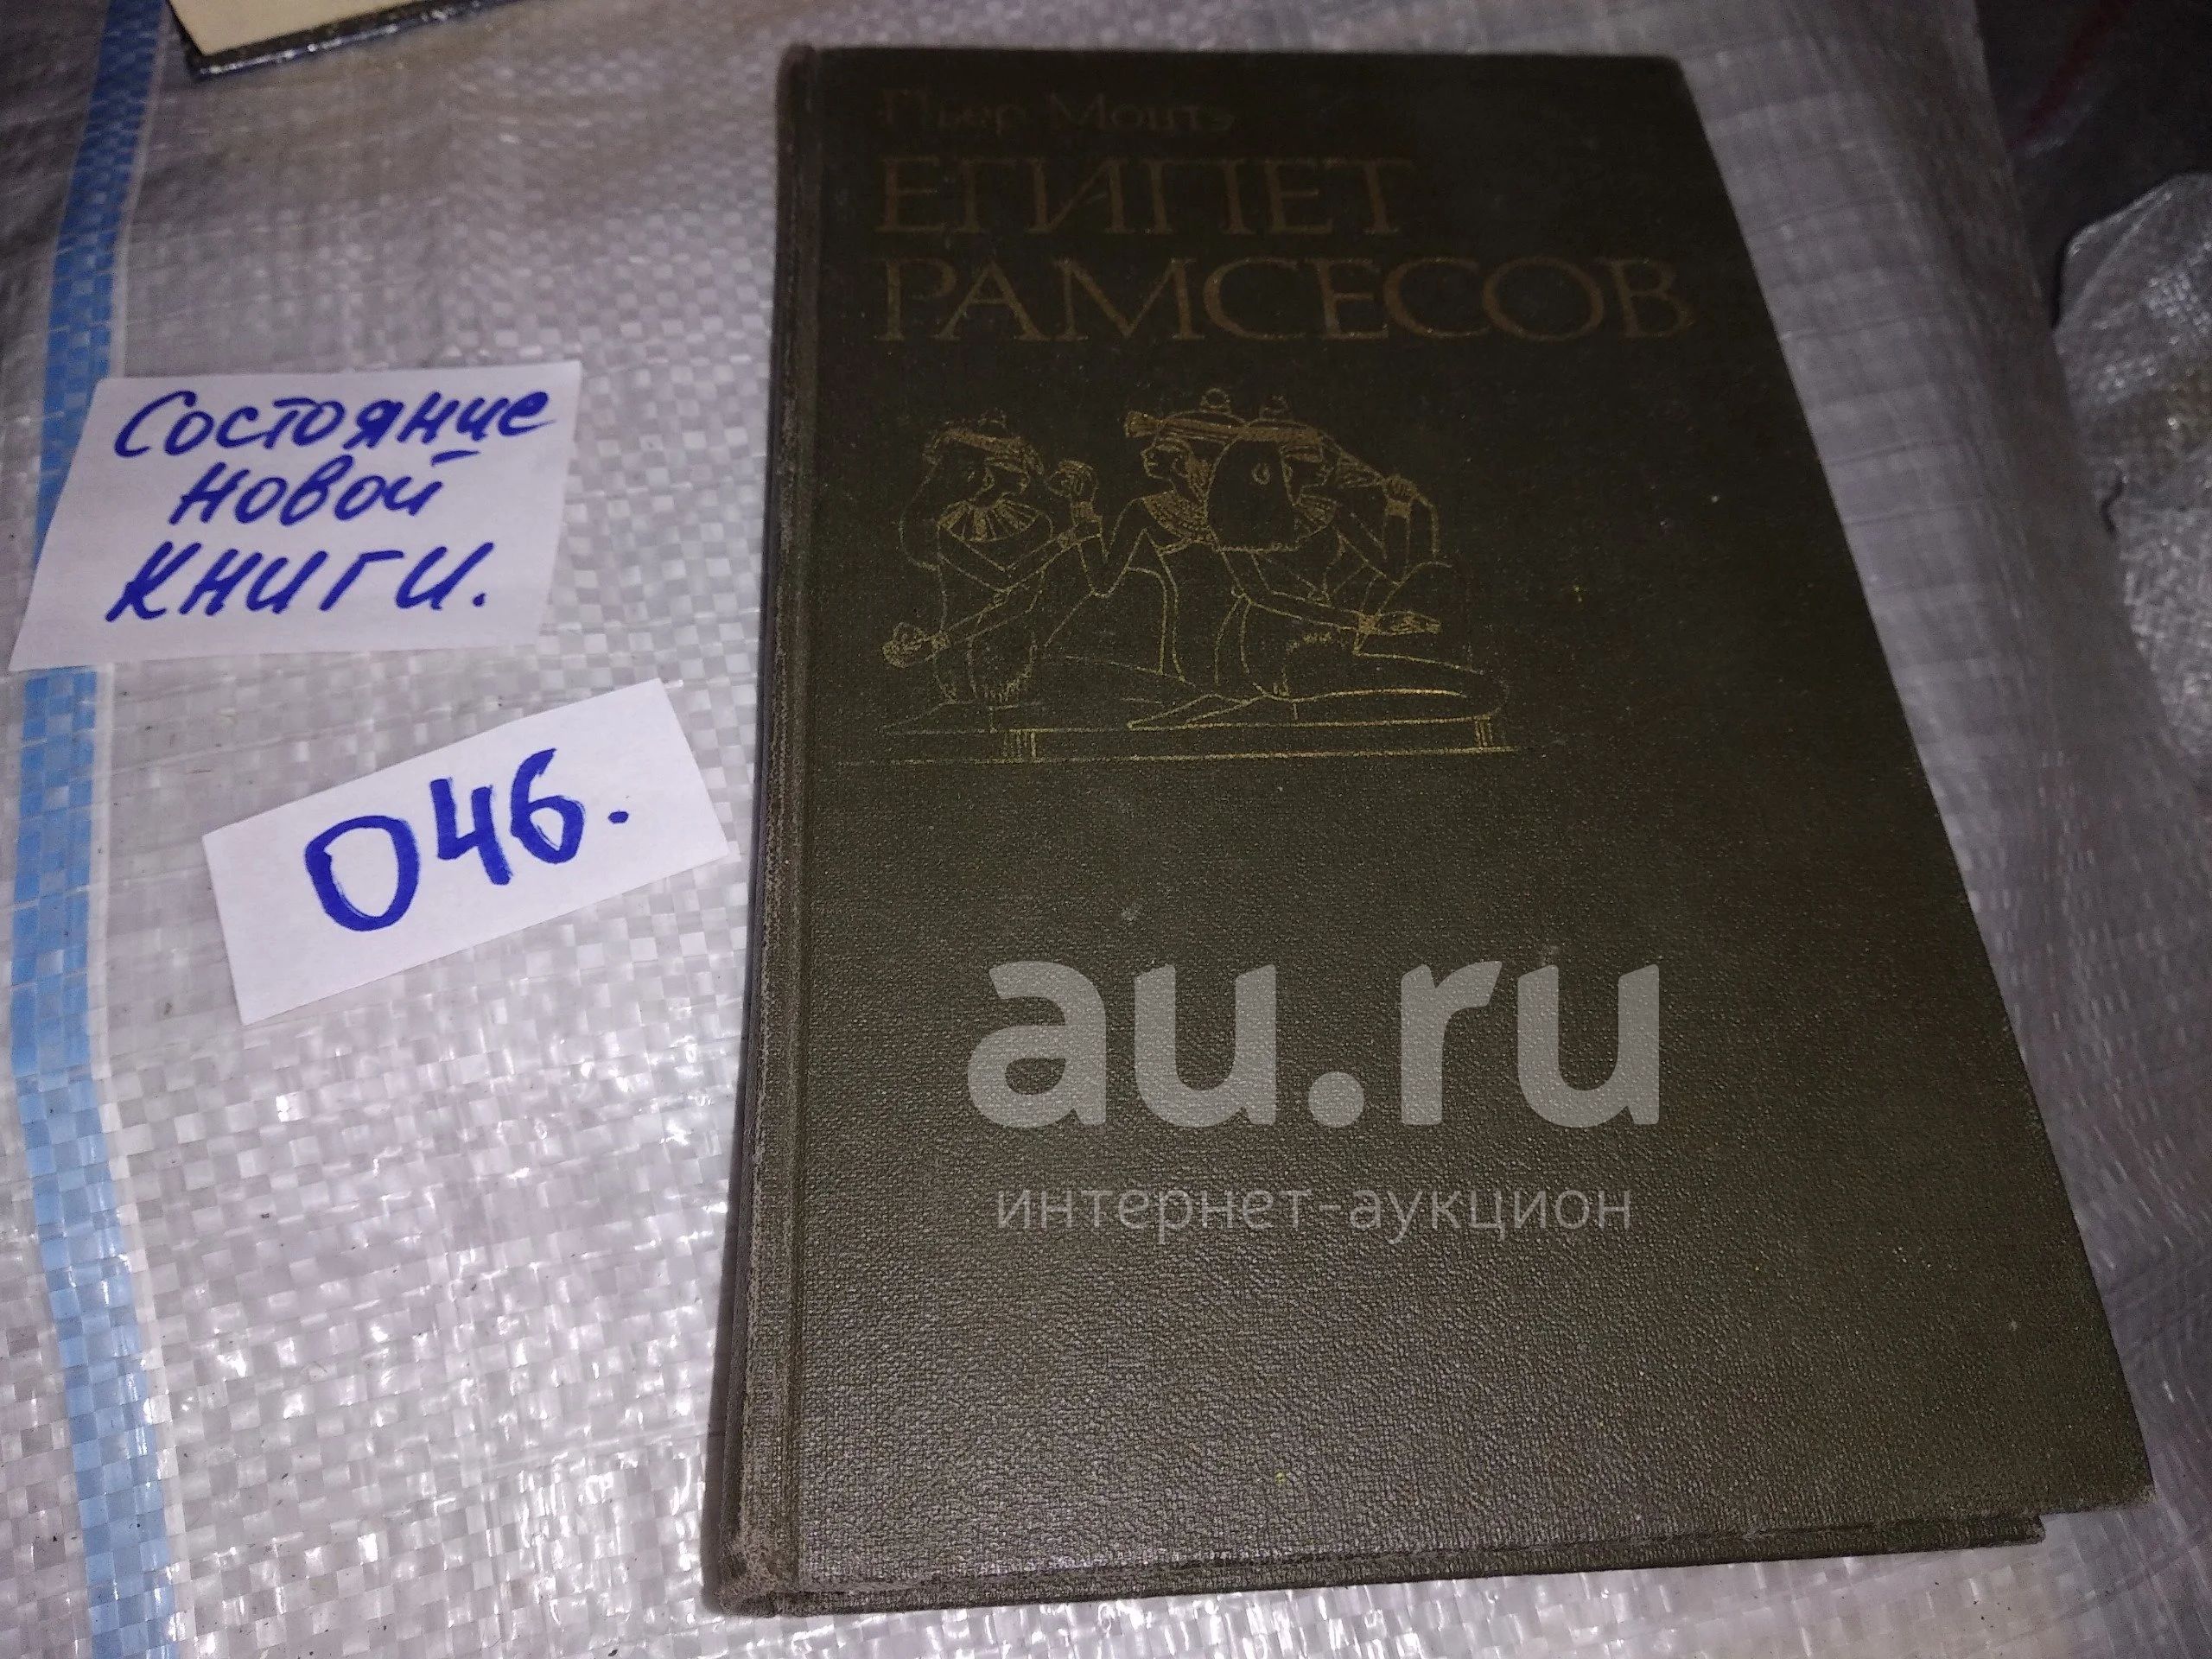 Пьер Монтэ
ЕГИПЕТ
РАМСЕСОВ
Состояние
новой
книги.
046.
au.ru
интернет-аукцион